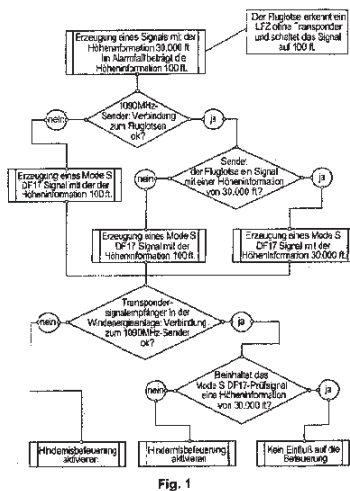 Erzeugung eines Signals mit der
Höheninformation 30.000 ft
Im Alarmfall beträgt die
Höheninformation 100 ft.
Der Fluglotse erkennt ein
LFZ ohne Transponder
und schaltet das Signal
auf 100 ft.
nein
1090MHz-
Sender: Verbindung
zum Fluglotsen
ok?
ja
Erzeugung eines Mode S
DF17 Signal mit der der
Höheninformation 100 ft.
nein
Sendet
der Fluglotse ein Signal
mit einer Höheninformation
von 30.000 ft.?
ja
Erzeugung eines Mode S
DF17 Signal mit der
Höheninformation 100 ft.
Erzeugung eines Mode S
DF17 Signal mit der
Höheninformation 30.000 ft.
nein
Transponder-
signalempfänger in der
Windenergieanlage: Verbindung
zum 1090MHz-Sender
ok?
ja
nein
Beinhaltet das
Mode S DF17-Prüfsignal
eine Höheninformation
von 30.000 ft.?
ja
Hindernisbefeuerung
aktivieren
Hindernisbefeuerung
aktivieren
Kein Einfluß auf die
Befeuerung
Fig. 1